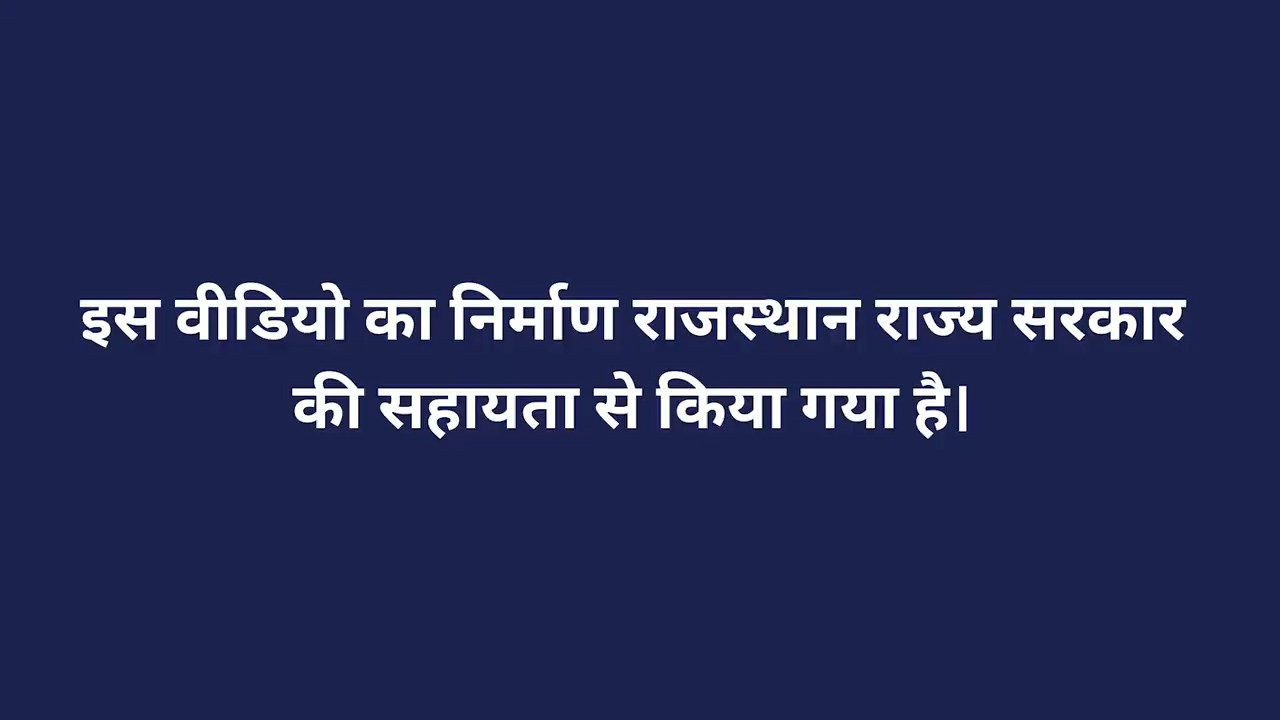 इस वीडियो का निर्माण राजस्थान राज्य सरकार
की सहायता से किया गया है।